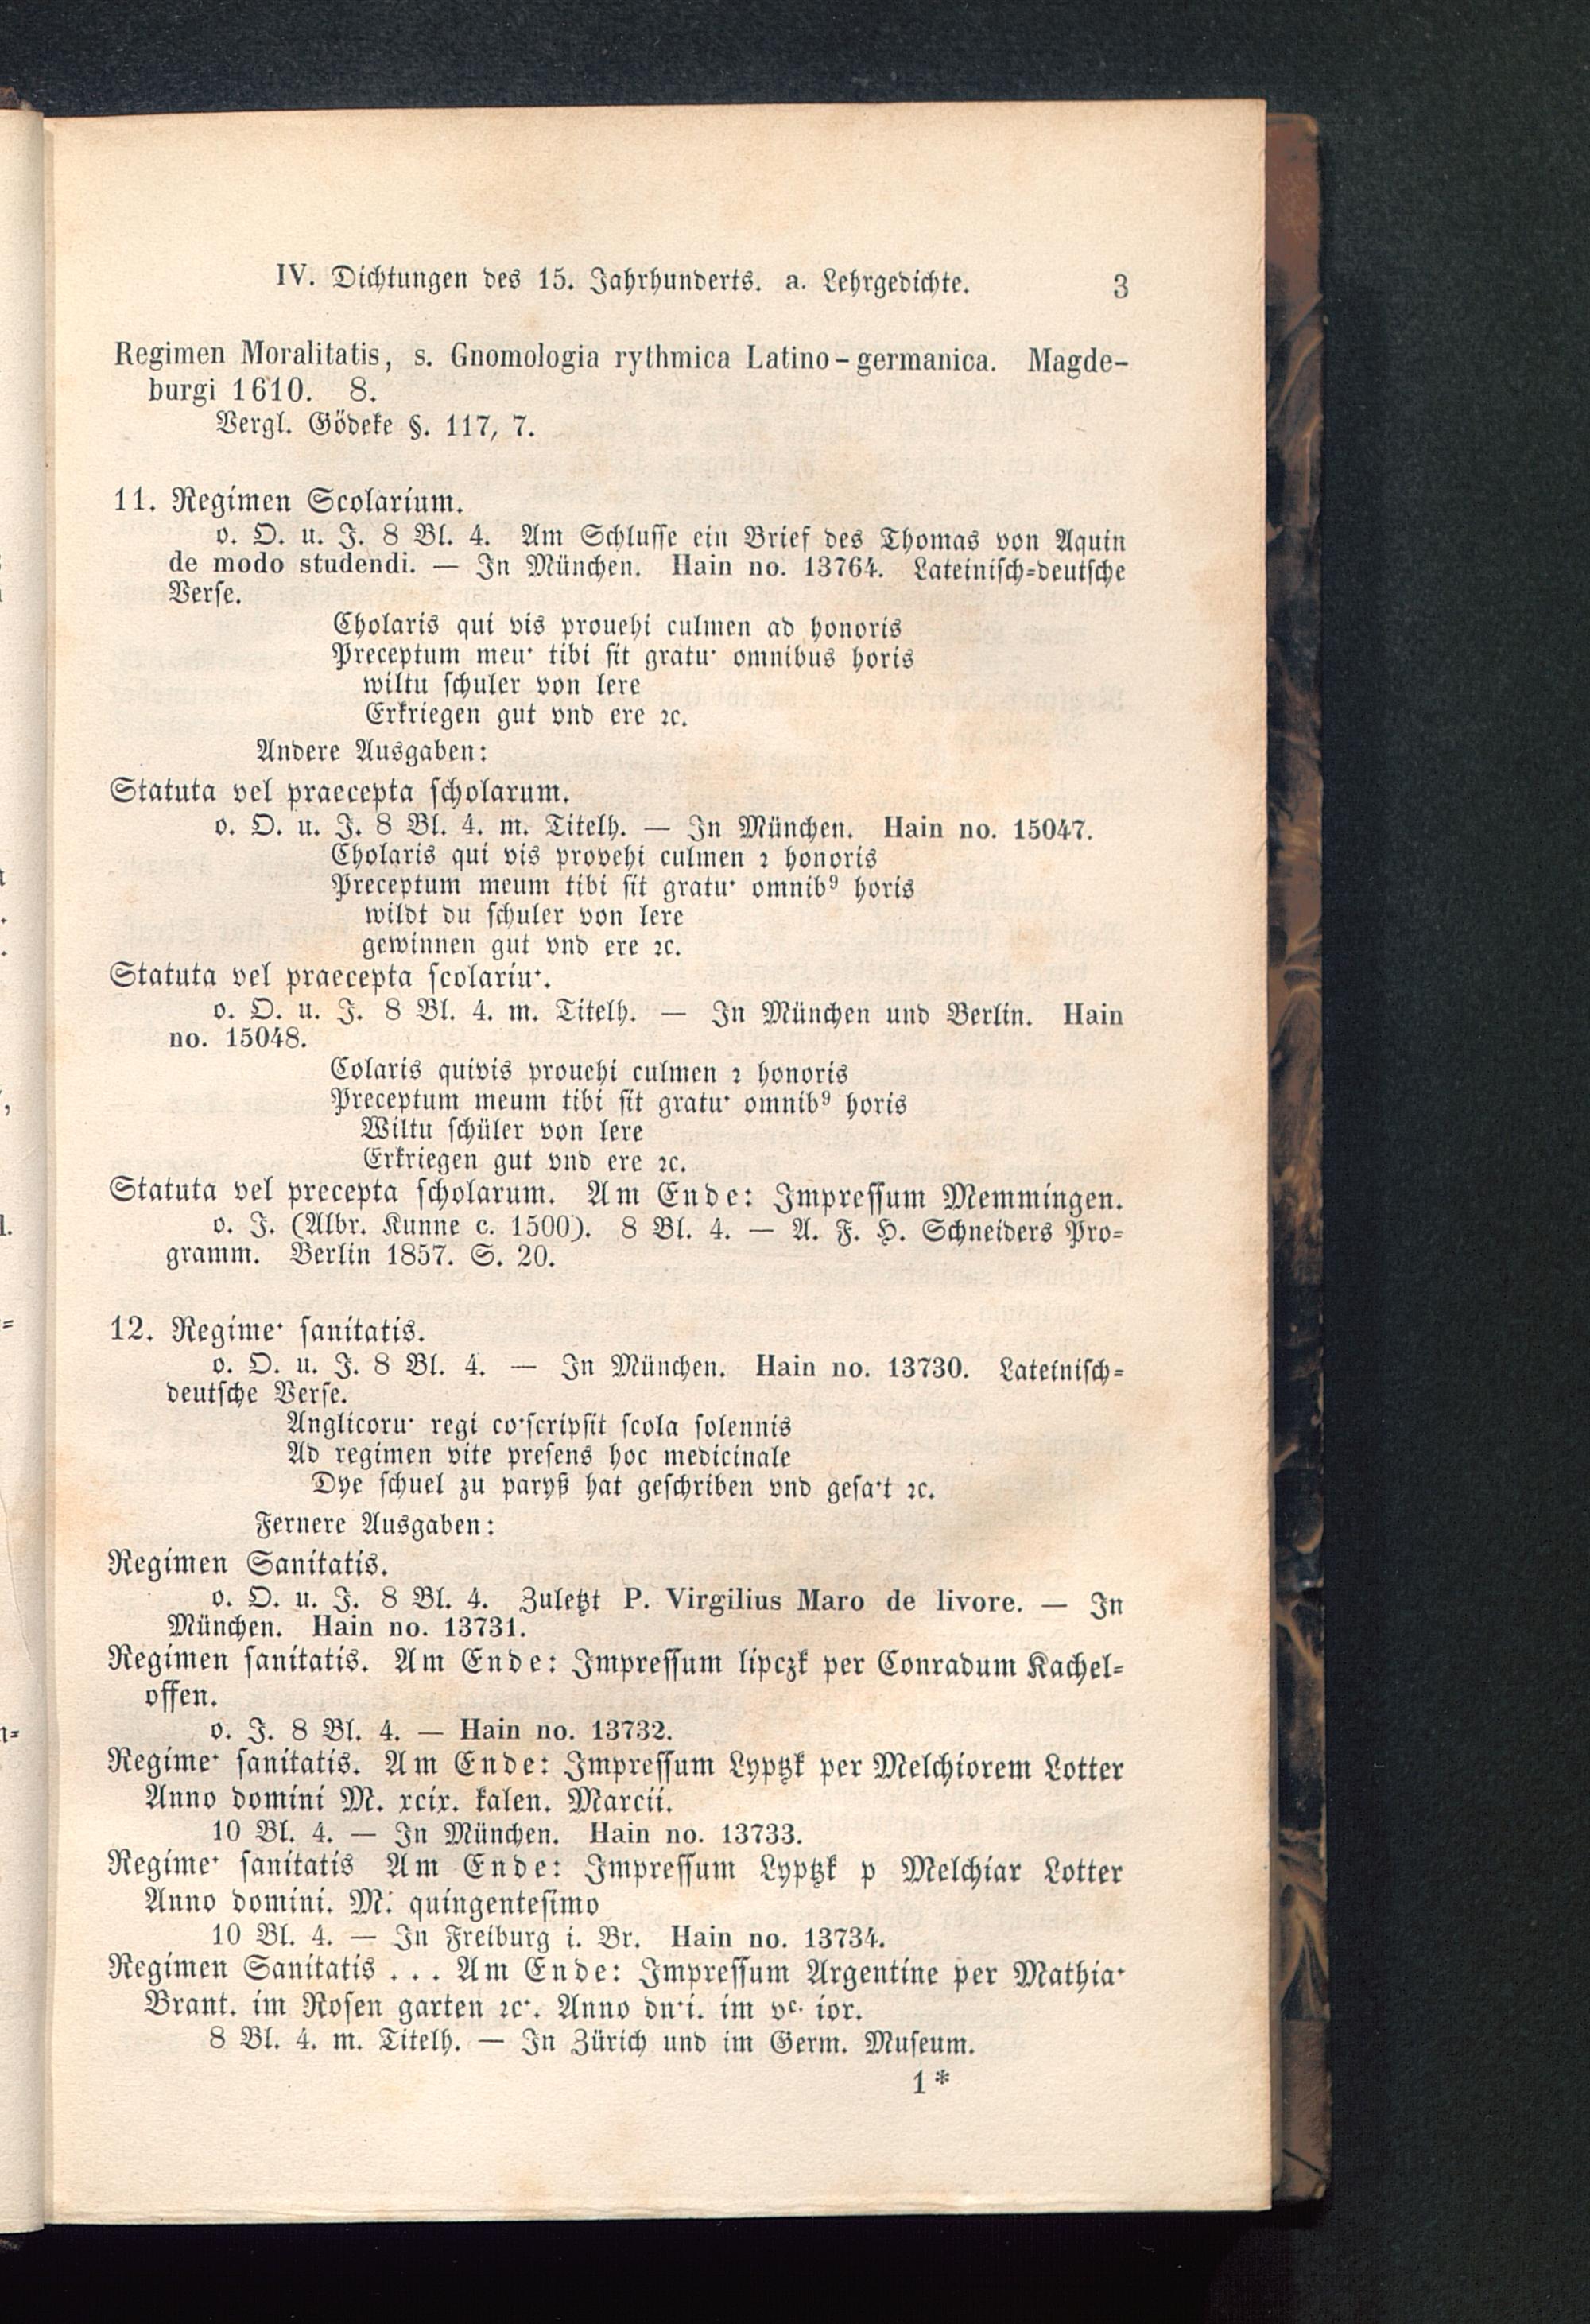 IV. Dichtungen des 15. Jahrhunderts. a. Lehrgedichte. 3
Regimen Moralitatis, s. Gnomologia rythmica Latino-germanica. Magde-
burgi 1610. 8.
Vergl. Gödeke §. 117, 7.
11. Regimen Scolarium.
o. O. u. J. 8 Bl. 4. Am Schluſſe ein Brief des Thomas von Aquin
de modo studendi. — In München. Hain no. 13764. Lateiniſch-deutſche
Verſe.
Cholaris qui vis prouehi culmen ad honoris
Preceptum meu· tibi ſit gratu· omnibus horis
wiltu ſchuler von lere
Erkriegen gut vnd ere ꝛc.
Andere Ausgaben:
Statuta vel praecepta ſcholarum.
o. O. u. J. 8 Bl. 4. m. Titelh. — In München. Hain no. 15047.
Cholaris qui vis provehi culmen ꝛ honoris
Preceptum meum tibi ſit gratu· omnib⁹ horis
wildt du ſchuler von lere
gewinnen gut vnd ere ꝛc.
Statuta vel praecepta ſcolariu·.
o. O. u. J. 8 Bl. 4. m. Titelh. — In München und Berlin. Hain
no. 15048.
Colaris quivis prouehi culmen ꝛ honoris
Preceptum meum tibi ſit gratu· omnib⁹ horis
Wiltu ſchüler von lere
Erkriegen gut vnd ere ꝛc.
Statuta vel precepta ſcholarum. Am Ende: Impreſſum Memmingen.
o. J. (Albr. Kunne c. 1500). 8 Bl. 4. — A. F. H. Schneiders Pro-
gramm. Berlin 1857. S. 20.
12. Regime· ſanitatis.
o. O. u. J. 8 Bl. 4. — In München. Hain no. 13730. Lateiniſch-
deutſche Verſe.
Anglicoru· regi co·ſcripſit ſcola ſolennis
Ad regimen vite preſens hoc medicinale
Dye ſchuel zu paryß hat geſchriben vnd geſa·t ꝛc.
Fernere Ausgaben:
Regimen Sanitatis.
o. O. u. J. 8 Bl. 4. Zuletzt P. Virgilius Maro de livore. — In
München. Hain no. 13731.
Regimen ſanitatis. Am Ende: Impreſſum lipczk per Conradum Kachel-
offen.
o. J. 8 Bl. 4. — Hain no. 13732.
Regime· ſanitatis. Am Ende: Impreſſum Lyptzk per Melchiorem Lotter
Anno domini M. xcix. kalen. Marcii.
10 Bl. 4. — In München. Hain no. 13733.
Regime· ſanitatis Am Ende: Impreſſum Lyptzk p Melchiar Lotter
Anno domini. M: quingenteſimo
10 Bl. 4. — In Freiburg i. Br. Hain no. 13734.
Regimen Sanitatis . . . Am Ende: Impreſſum Argentine per Mathia·
Brant. im Roſen garten ꝛc·. Anno dn·i. im vᶜ· ior.
8 Bl. 4. m. Titelh. — In Zürich und im Germ. Muſeum.
1*